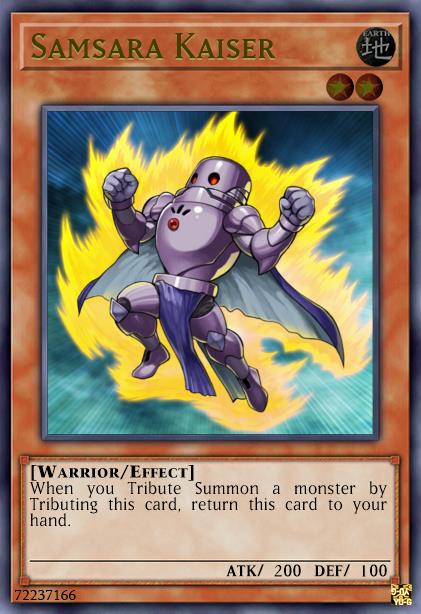 SAMSARA KAISER
EARTH
地
[WARRIOR/EFFECT]
When you Tribute Summon a monster by
Tributing this card, return this card to your
hand.
ATK/ 200 DEF/ 100
72237166